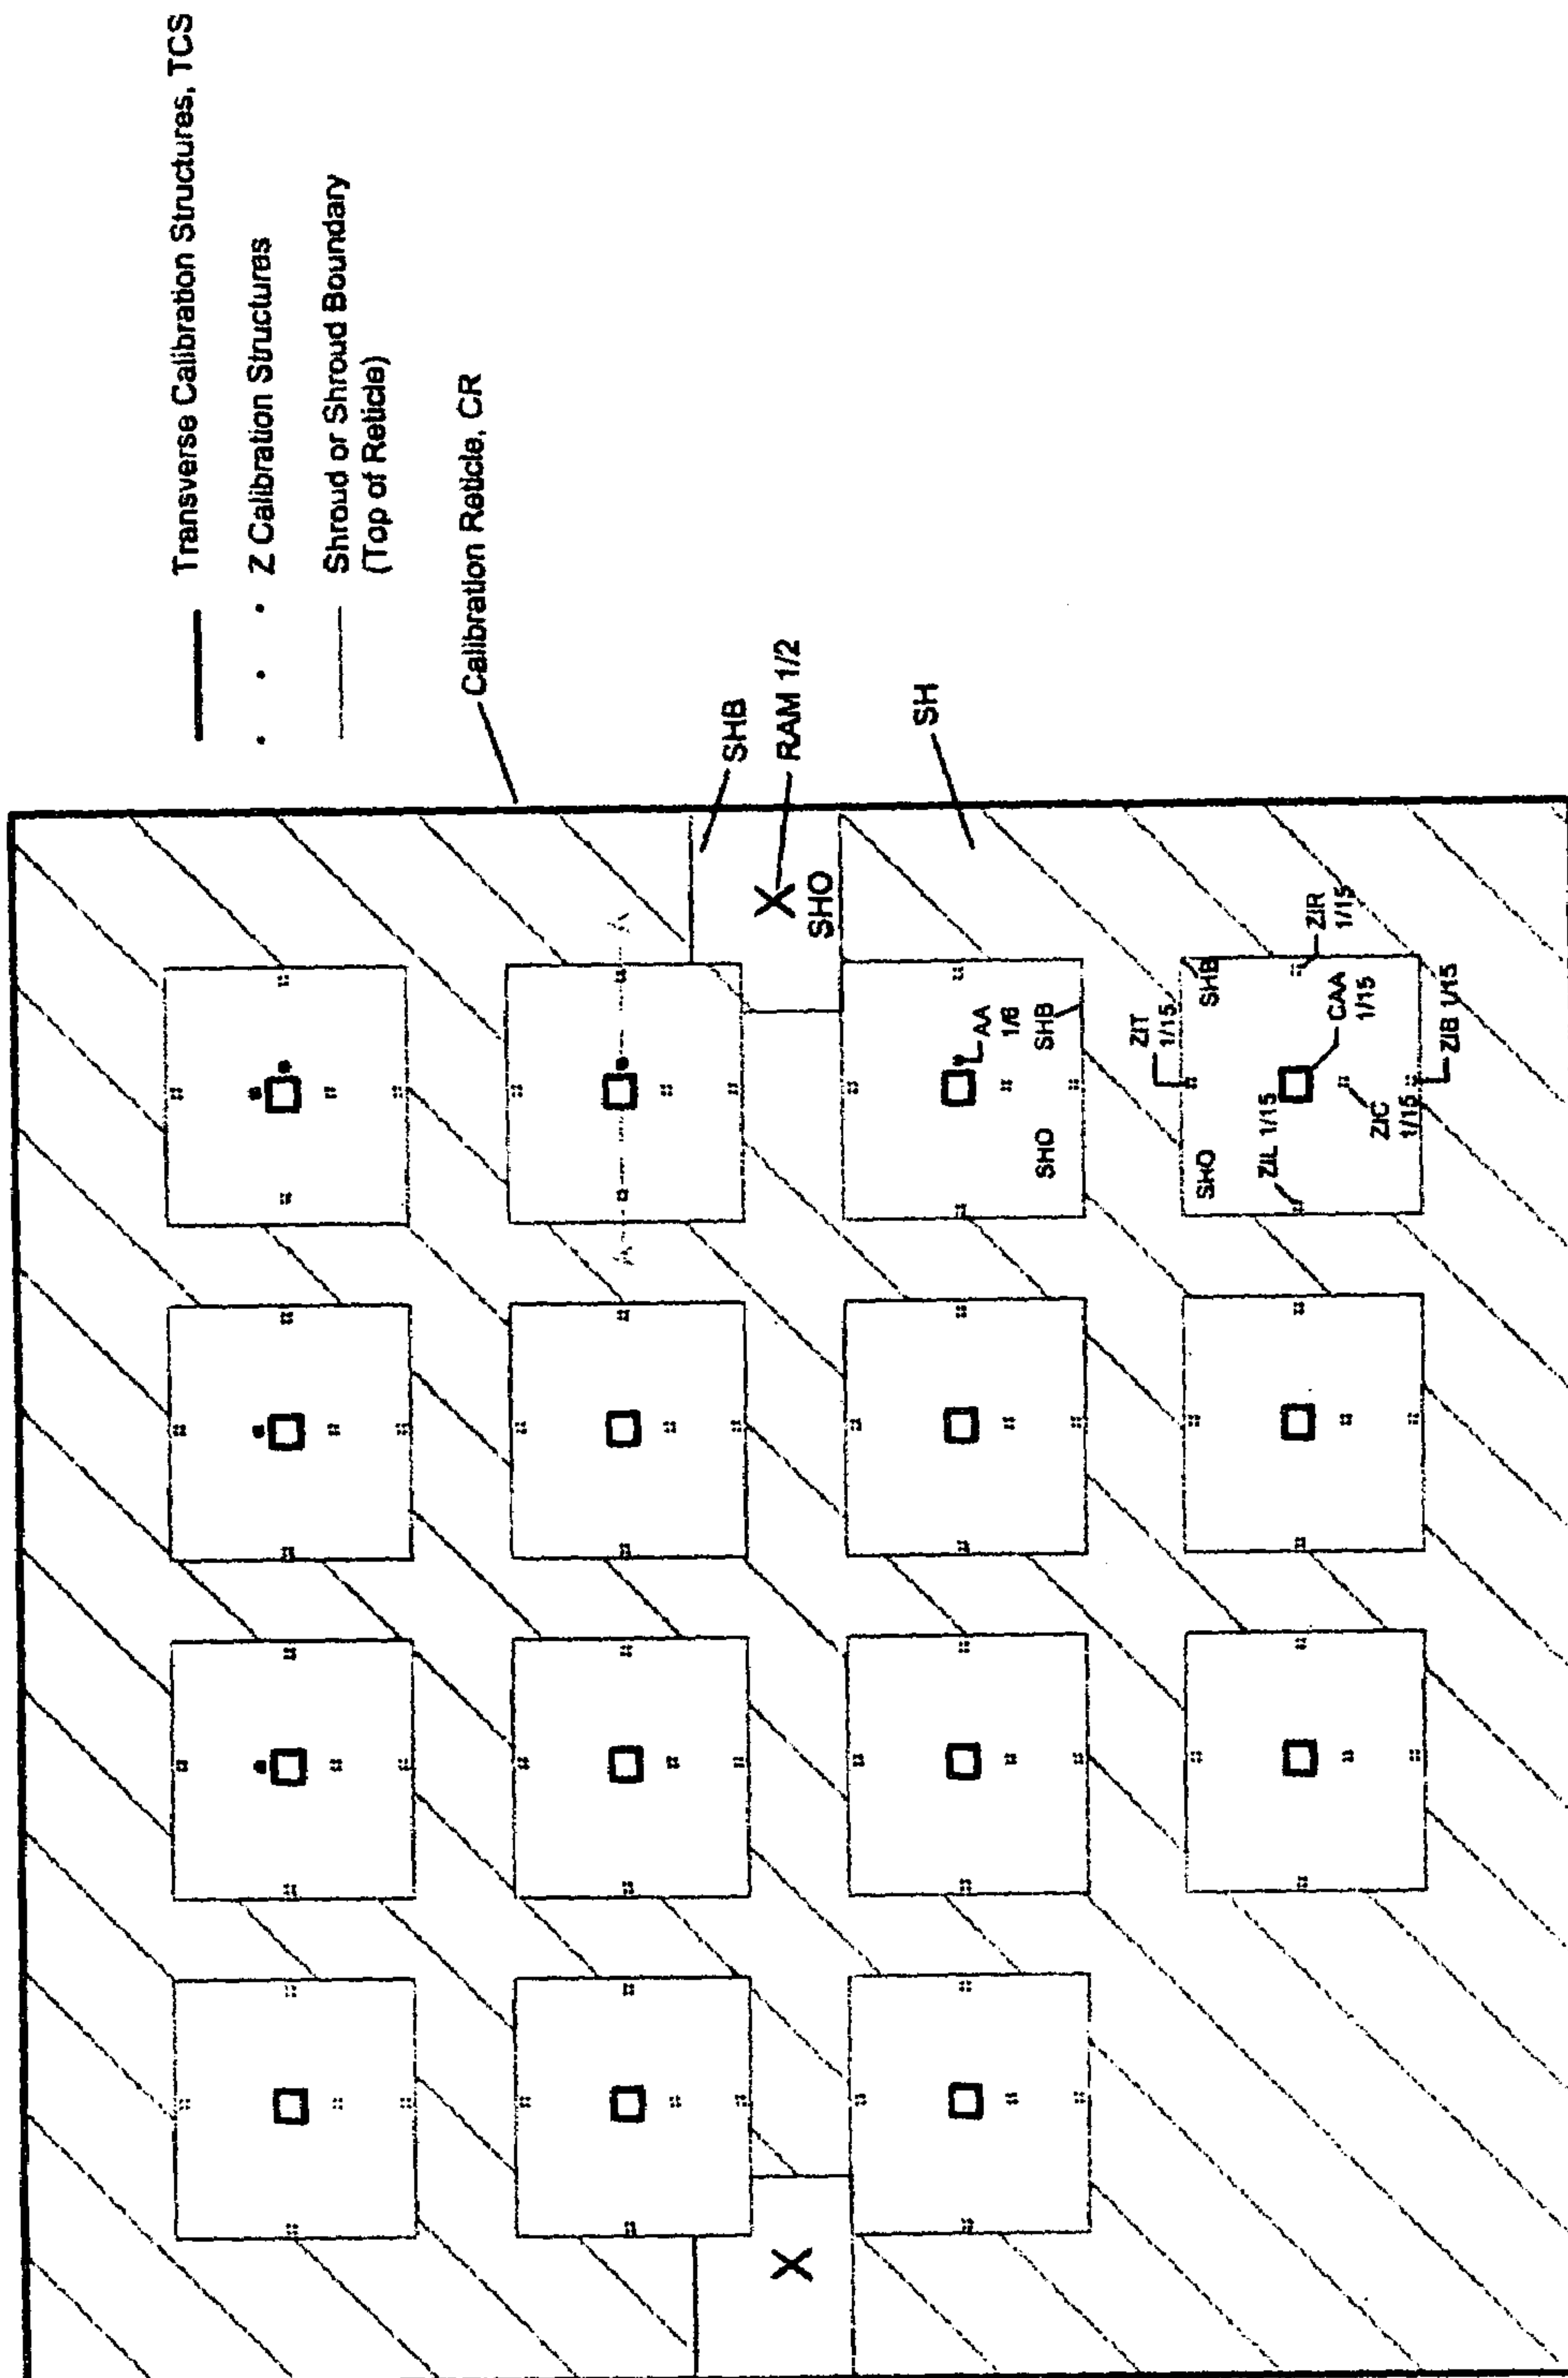 Transverse Calibration Structures, TCS
Z Calibration Structures
Shroud or Shroud Boundary
(Top of Reticle)
Calibration Reticle, CR
SHB
RAM 1/2
X
SHO
SH
A
A
AA
1/6
SHB
SHO
ZIT
1/15
SHB
SHO
ZIR
1/15
CAA
1/15
ZIL 1/15
ZIC
1/15
ZIB 1/15
X